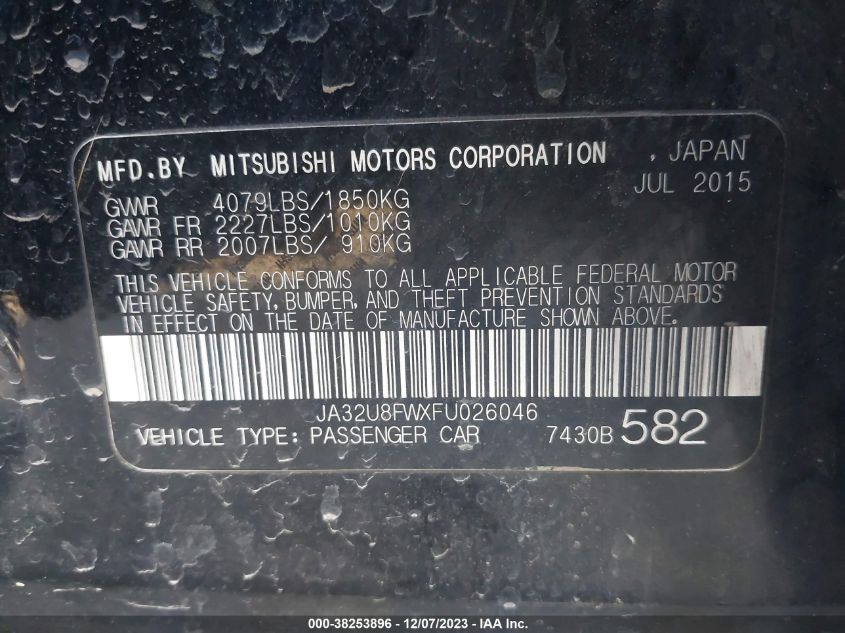 MFD.BY MITSUBISHI MOTORS CORPORATION , JAPAN
JUL 2015
GVWR 4079LBS/1850KG
GAWR FR 2227LBS/1010KG
GAWR RR 2007LBS/ 910KG
THIS VEHICLE CONFORMS TO ALL APPLICABLE FEDERAL MOTOR
VEHICLE SAFETY, BUMPER, AND THEFT PREVENTION STANDARDS
IN EFFECT ON THE DATE OF MANUFACTURE SHOWN ABOVE.
JA32U8FWXFU026046
VEHICLE TYPE: PASSENGER CAR 7430B 582
000-38253896 - 12/07/2023 - IAA Inc.